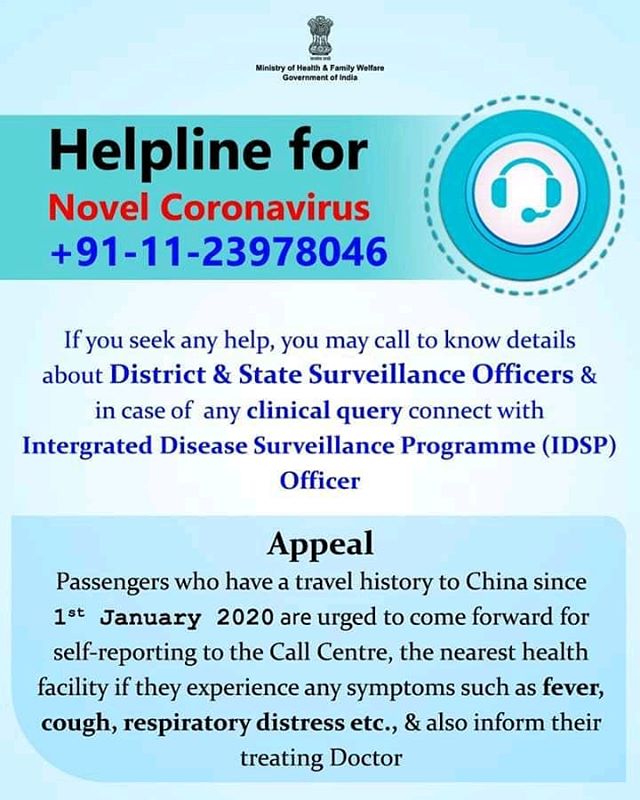 Ministry of Health & Family Welfare
Government of India
Helpline for
Novel Coronavirus
+91-11-23978046
If you seek any help, you may call to know details
about District & State Surveillance Officers &
in case of any clinical query connect with
Intergrated Disease Surveillance Programme (IDSP)
Officer
Appeal
Passengers who have a travel history to China since
1st January 2020 are urged to come forward for
self-reporting to the Call Centre, the nearest health
facility if they experience any symptoms such as fever,
cough, respiratory distress etc., & also inform their
treating Doctor